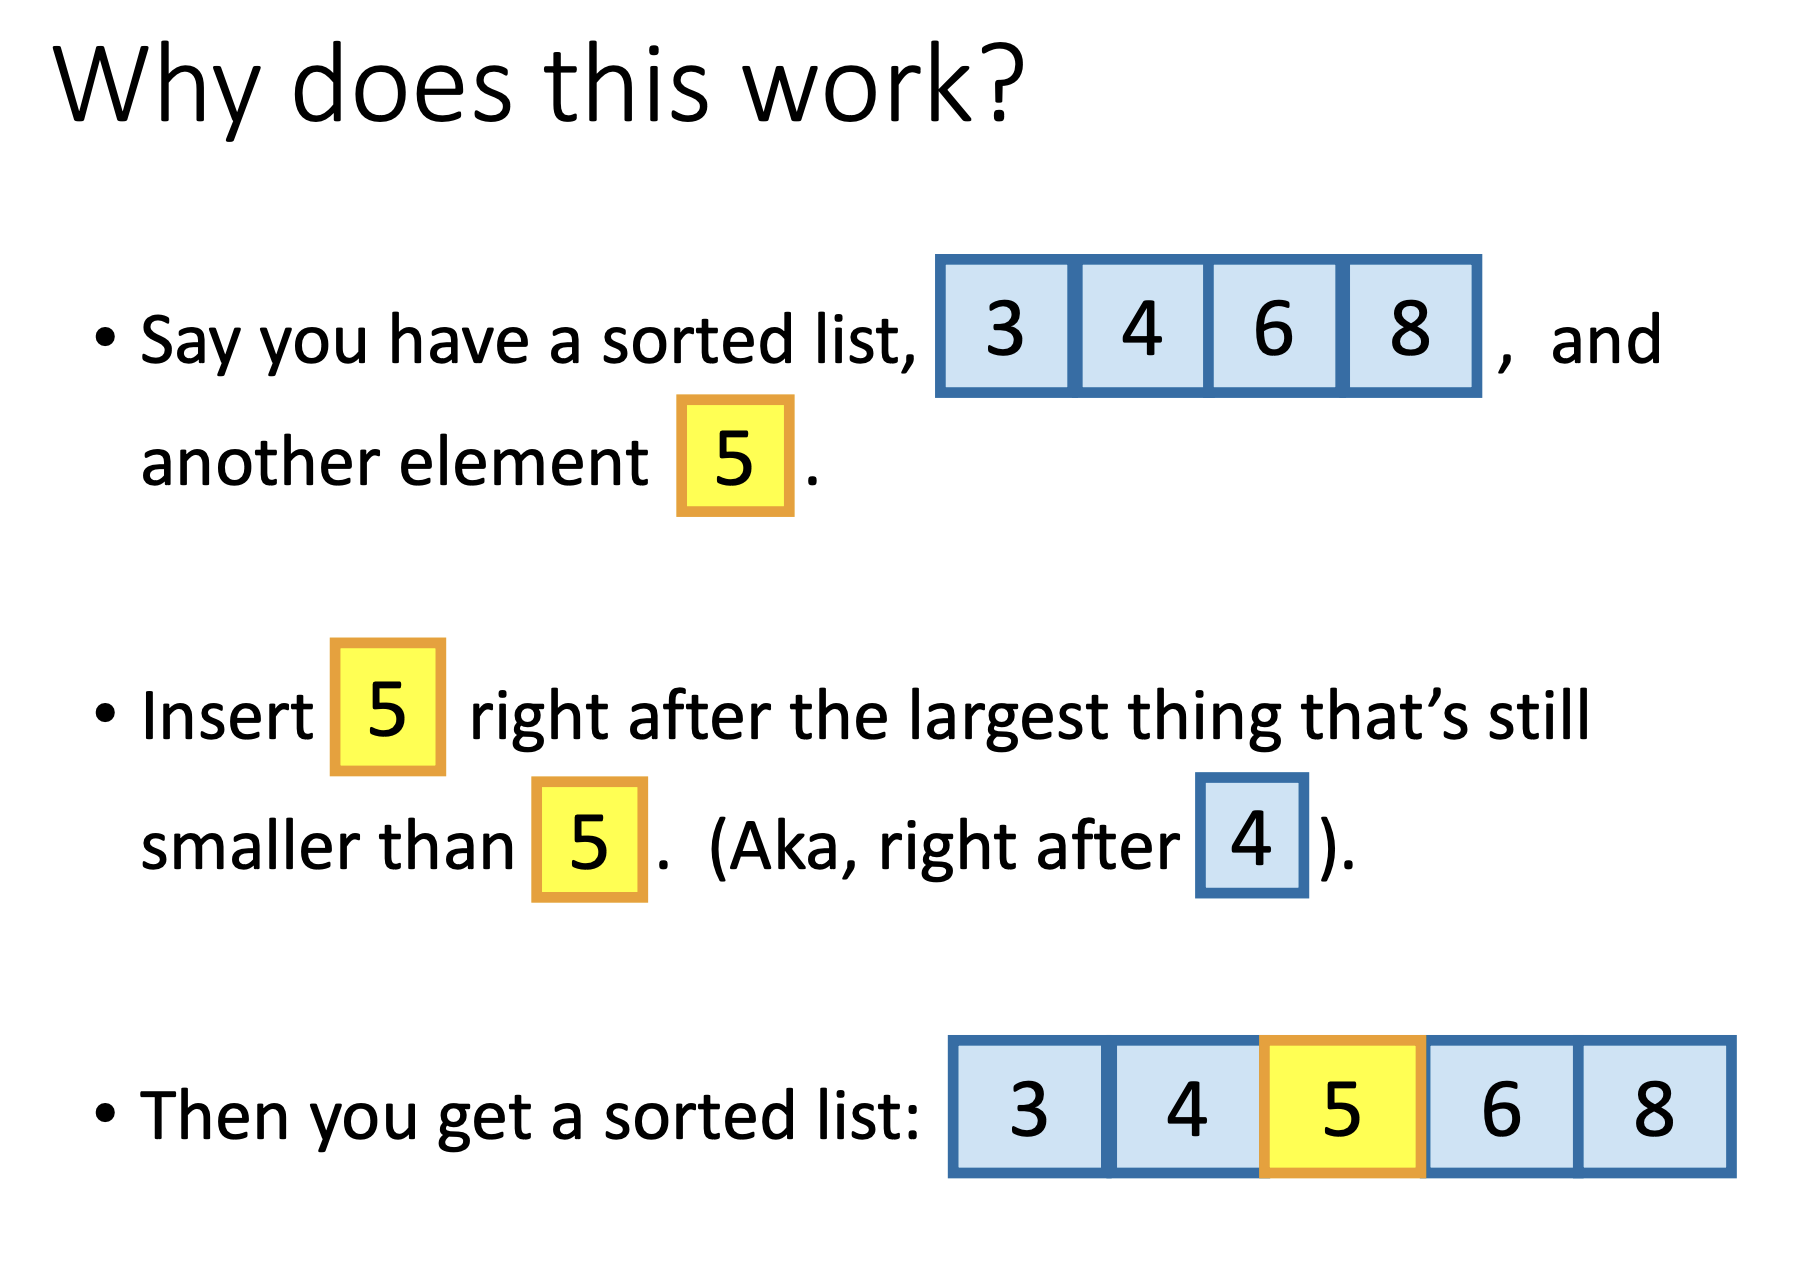 Why does this work?
• Say you have a sorted list, 3 4 6 8 , and
another element 5 .
• Insert 5 right after the largest thing that’s still
smaller than 5 . (Aka, right after 4 ).
• Then you get a sorted list: 3 4 5 6 8